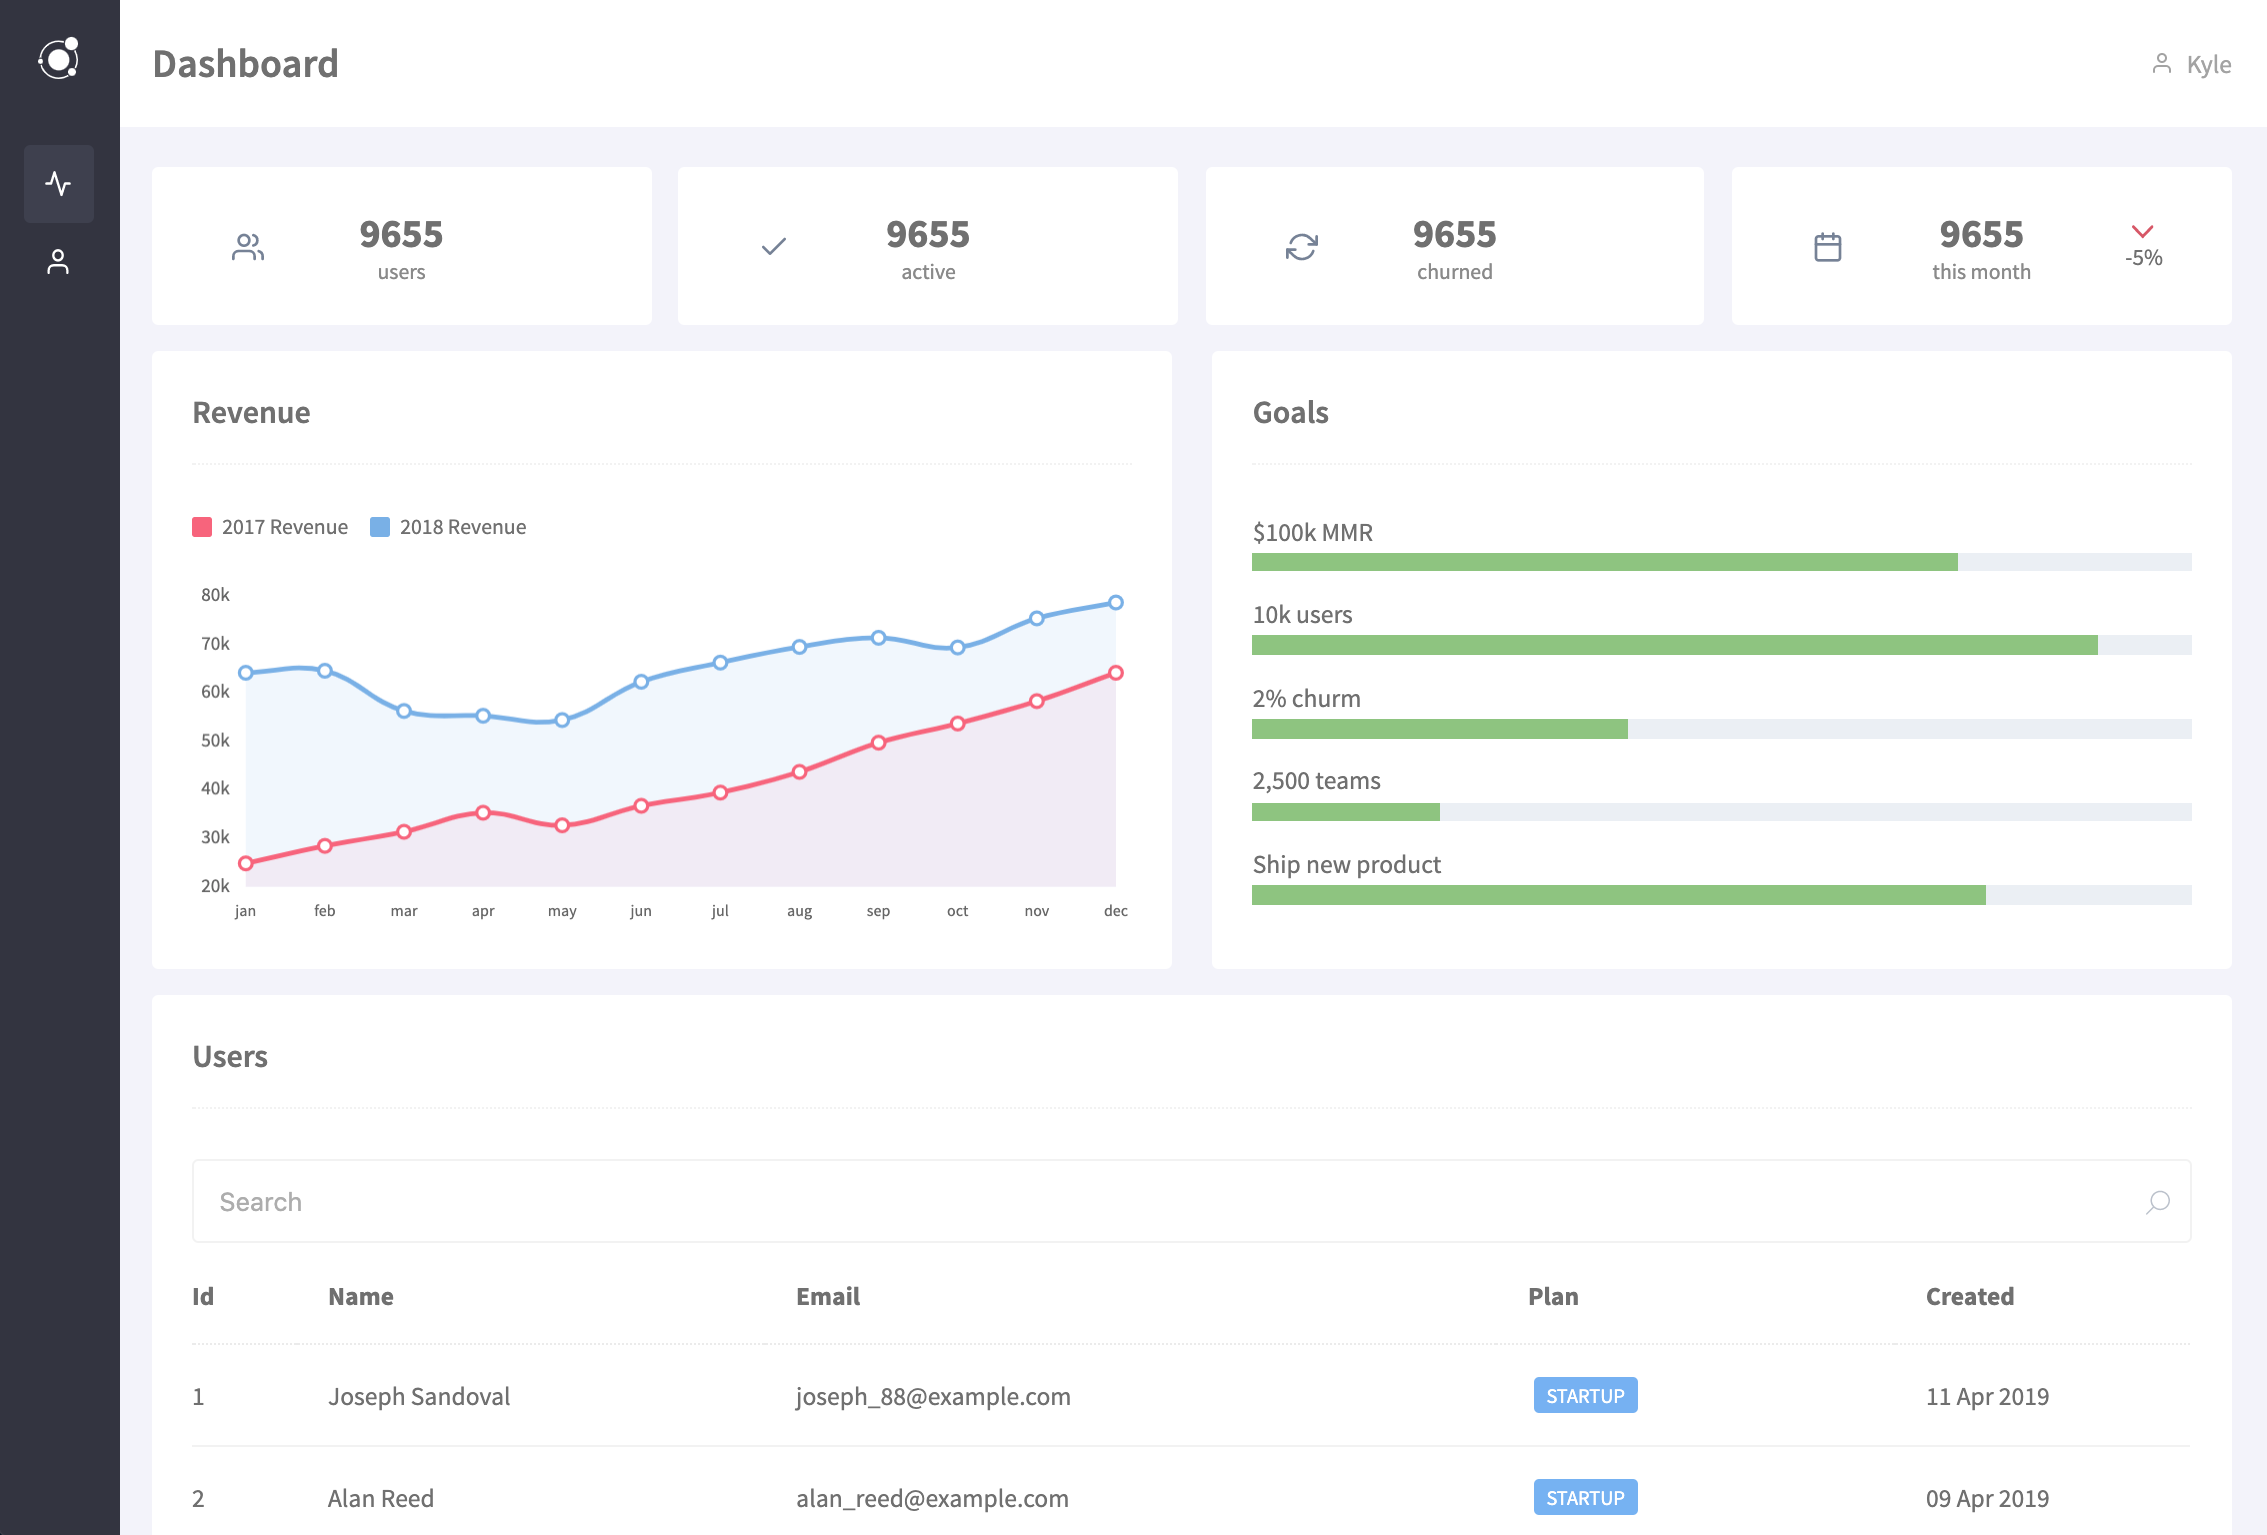 Dashboard
Kyle
9655
users
9655
active
9655
churned
9655
this month
-5%
Revenue
2017 Revenue
2018 Revenue
80k
70k
60k
50k
40k
30k
20k
jan feb mar apr may jun jul aug sep oct nov dec
Goals
$100k MMR
10k users
2% churm
2,500 teams
Ship new product
Users
Search
Id Name Email Plan Created
1 Joseph Sandoval joseph_88@example.com STARTUP 11 Apr 2019
2 Alan Reed alan_reed@example.com STARTUP 09 Apr 2019